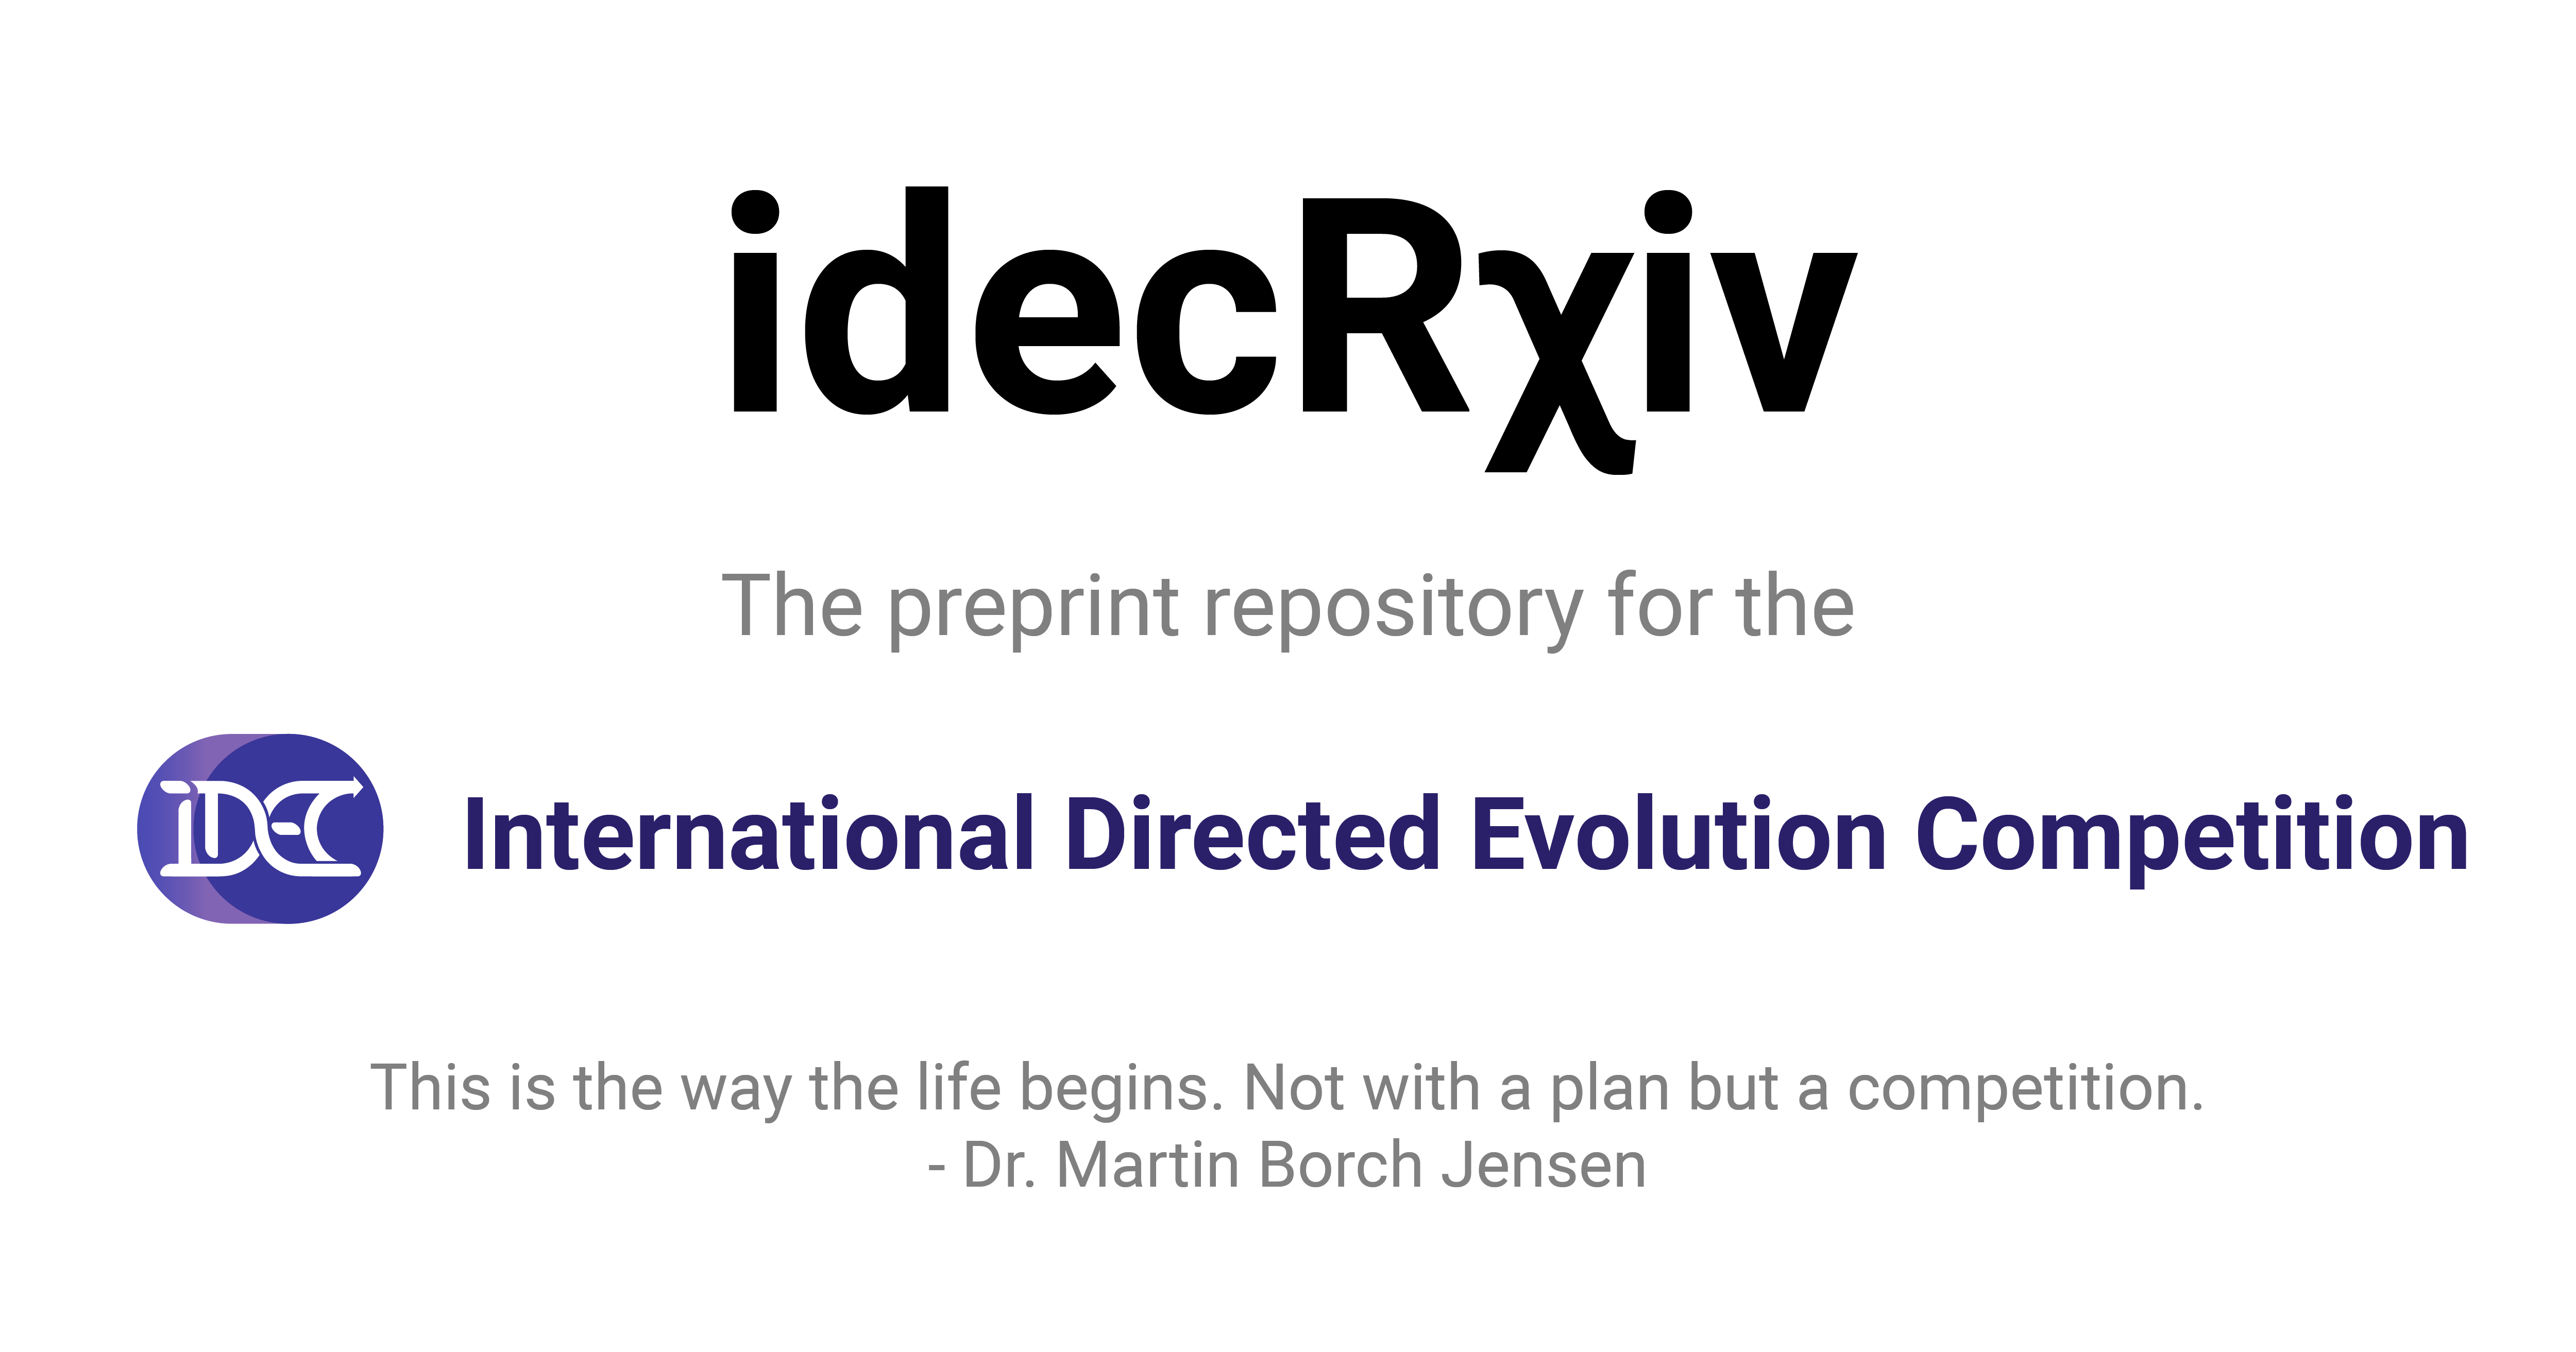 idecRχiv
The preprint repository for the
iDEC
International Directed Evolution Competition
This is the way the life begins. Not with a plan but a competition.
- Dr. Martin Borch Jensen